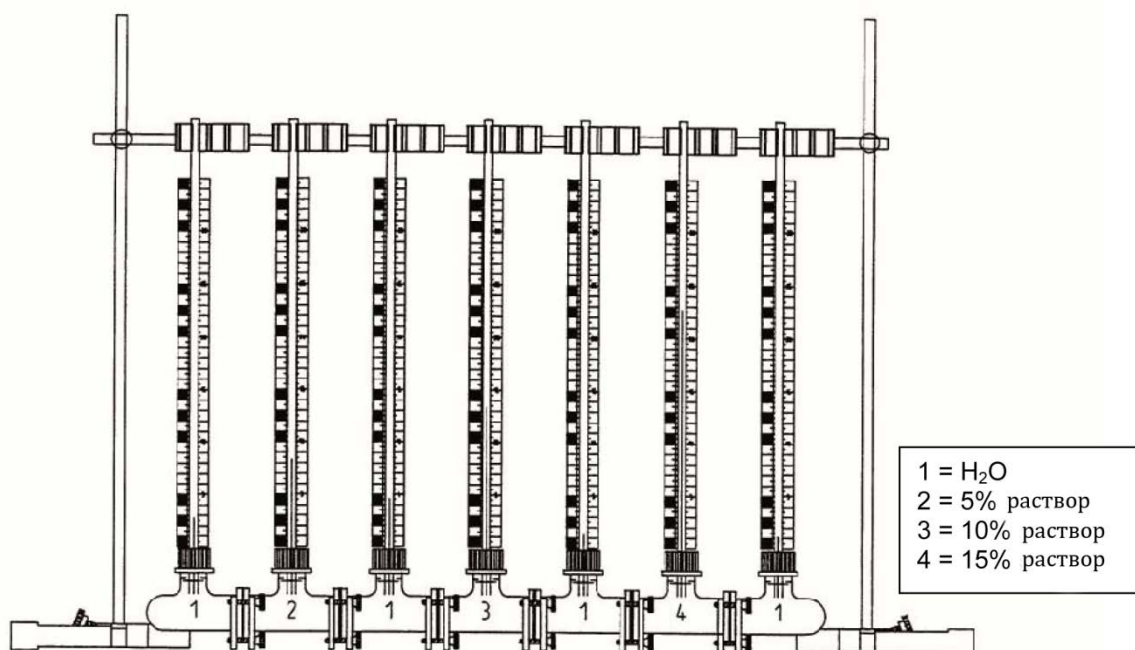 1 2 1 3 1 4 1
1 = H₂O
2 = 5% раствор
3 = 10% раствор
4 = 15% раствор